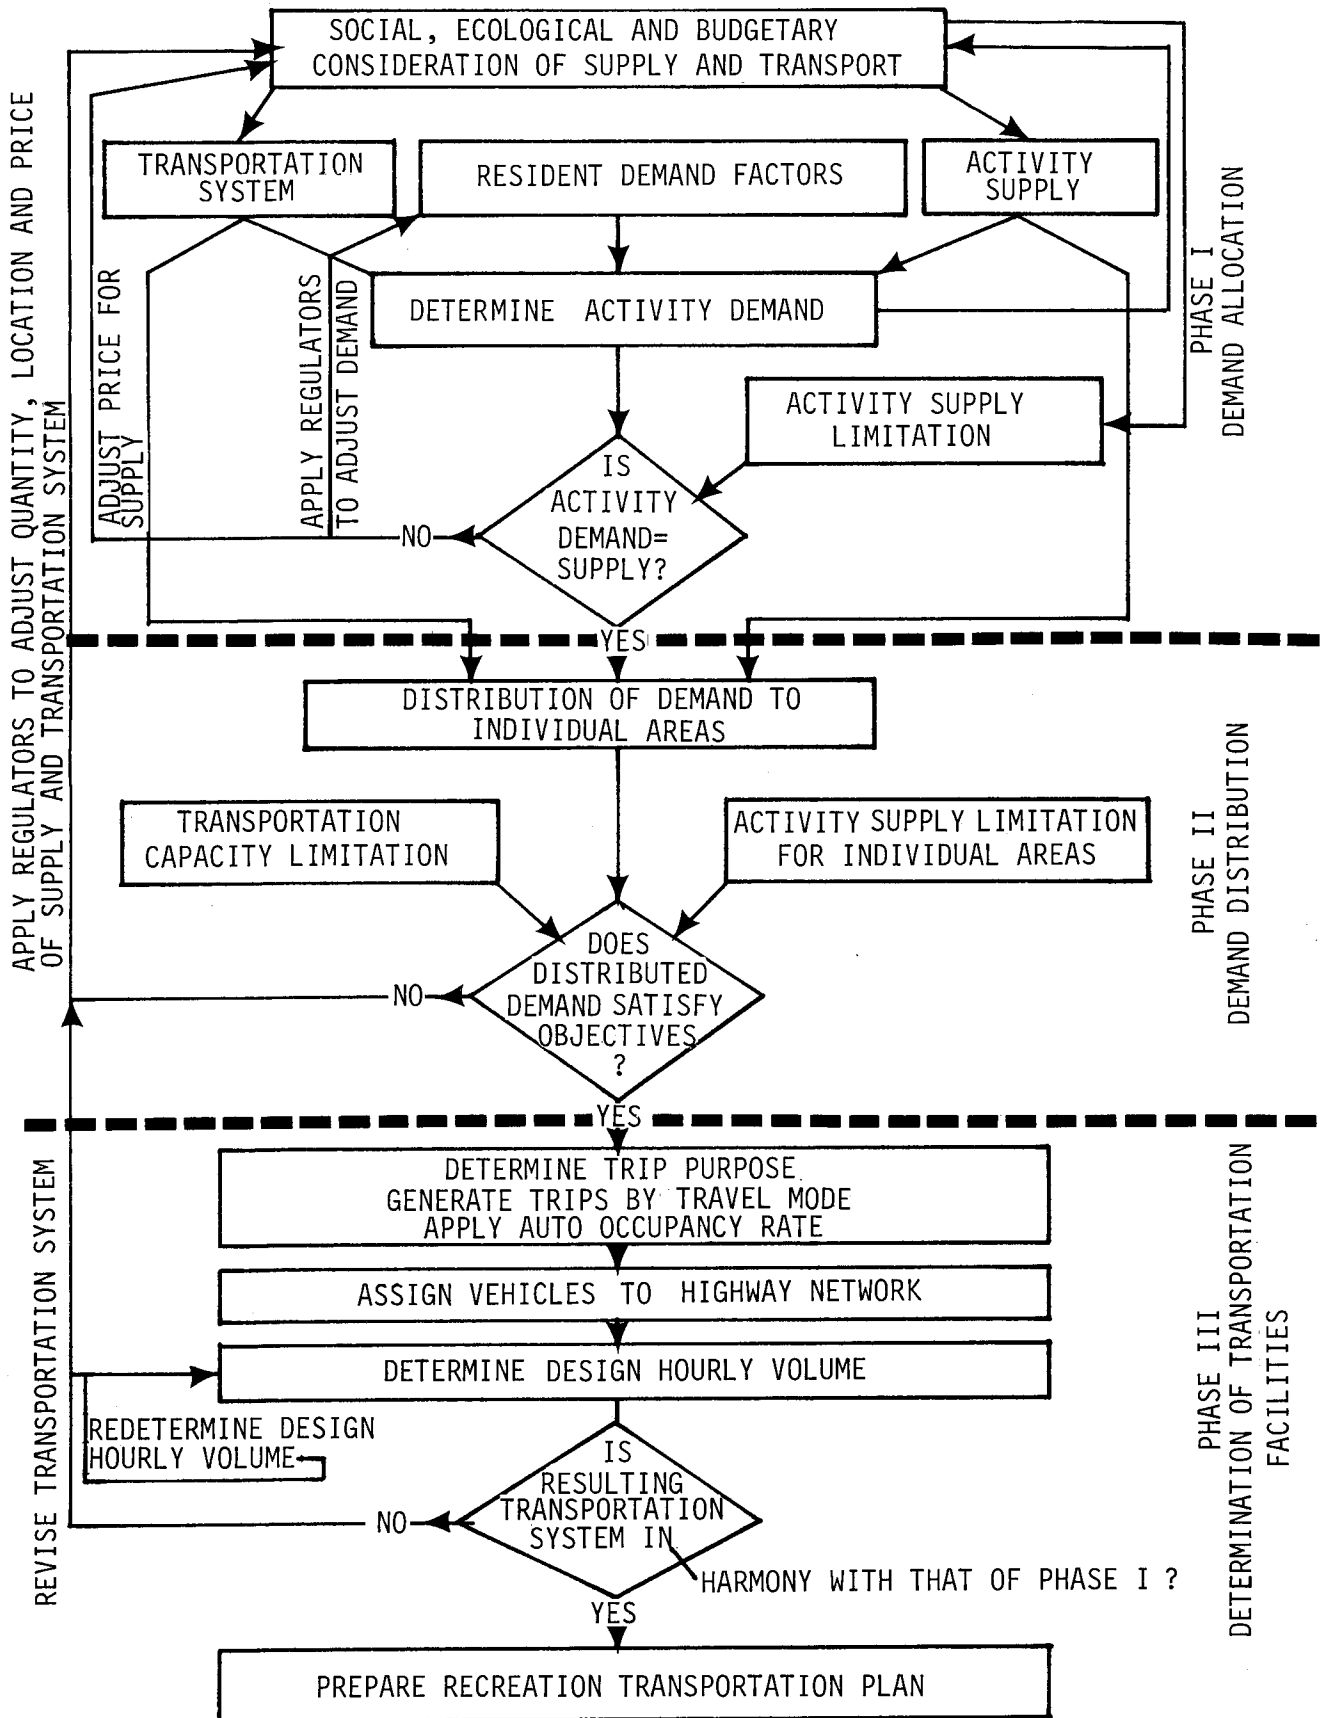 SOCIAL, ECOLOGICAL AND BUDGETARY
CONSIDERATION OF SUPPLY AND TRANSPORT
TRANSPORTATION
SYSTEM
RESIDENT DEMAND FACTORS
ACTIVITY
SUPPLY
DETERMINE ACTIVITY DEMAND
ADJUST PRICE FOR
SUPPLY
APPLY REGULATORS
TO ADJUST DEMAND
ACTIVITY SUPPLY
LIMITATION
IS
ACTIVITY
DEMAND=
SUPPLY?
NO
YES
PHASE I
DEMAND ALLOCATION
APPLY REGULATORS TO ADJUST QUANTITY, LOCATION AND PRICE
OF SUPPLY AND TRANSPORTATION SYSTEM
DISTRIBUTION OF DEMAND TO
INDIVIDUAL AREAS
TRANSPORTATION
CAPACITY LIMITATION
ACTIVITY SUPPLY LIMITATION
FOR INDIVIDUAL AREAS
DOES
DISTRIBUTED
DEMAND SATISFY
OBJECTIVES
?
NO
YES
PHASE II
DEMAND DISTRIBUTION
DETERMINE TRIP PURPOSE
GENERATE TRIPS BY TRAVEL MODE
APPLY AUTO OCCUPANCY RATE
ASSIGN VEHICLES TO HIGHWAY NETWORK
DETERMINE DESIGN HOURLY VOLUME
REDETERMINE DESIGN
HOURLY VOLUME
IS
RESULTING
TRANSPORTATION
SYSTEM IN
HARMONY WITH THAT OF PHASE I ?
NO
YES
REVISE TRANSPORTATION SYSTEM
PHASE III
DETERMINATION OF TRANSPORTATION
FACILITIES
PREPARE RECREATION TRANSPORTATION PLAN